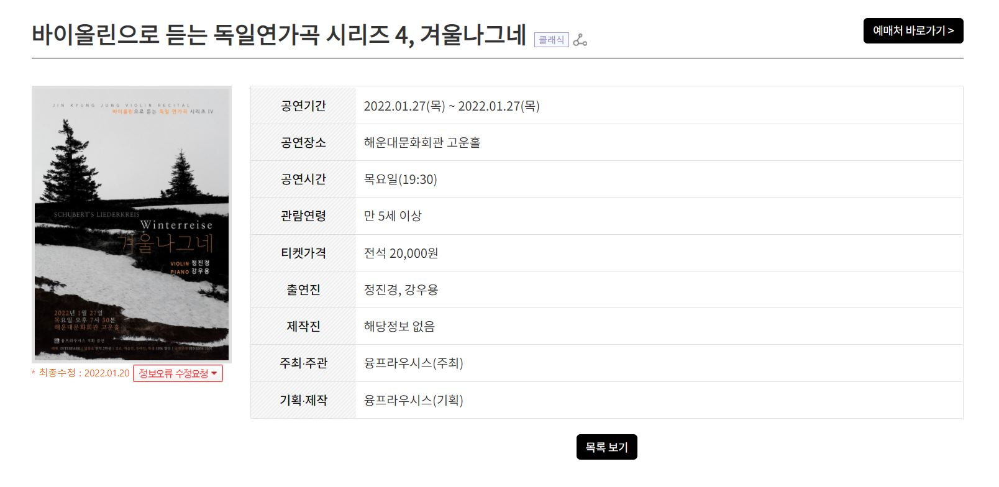 바이올린으로 듣는 독일연가곡 시리즈 4, 겨울나그네 클래식
예매처 바로가기 >
JIN KYUNG JUNG VIOLIN RECITAL
바이올린으로 듣는 독일 연가곡 시리즈 IV
SCHUBERT'S LIEDERKREIS
Winterreise
겨울나그네
VIOLIN 정진경
PIANO 강우용
2022년 1월 27일
목요일 오후 7시 30분
해운대문화회관 고운홀
융프라우시스 기획 공연
* 최종수정 : 2022.01.20 정보오류 수정요청
공연기간 2022.01.27(목) ~ 2022.01.27(목)
공연장소 해운대문화회관 고운홀
공연시간 목요일(19:30)
관람연령 만 5세 이상
티켓가격 전석 20,000원
출연진 정진경, 강우용
제작진 해당정보 없음
주최·주관 융프라우시스(주최)
기획·제작 융프라우시스(기획)
목록 보기